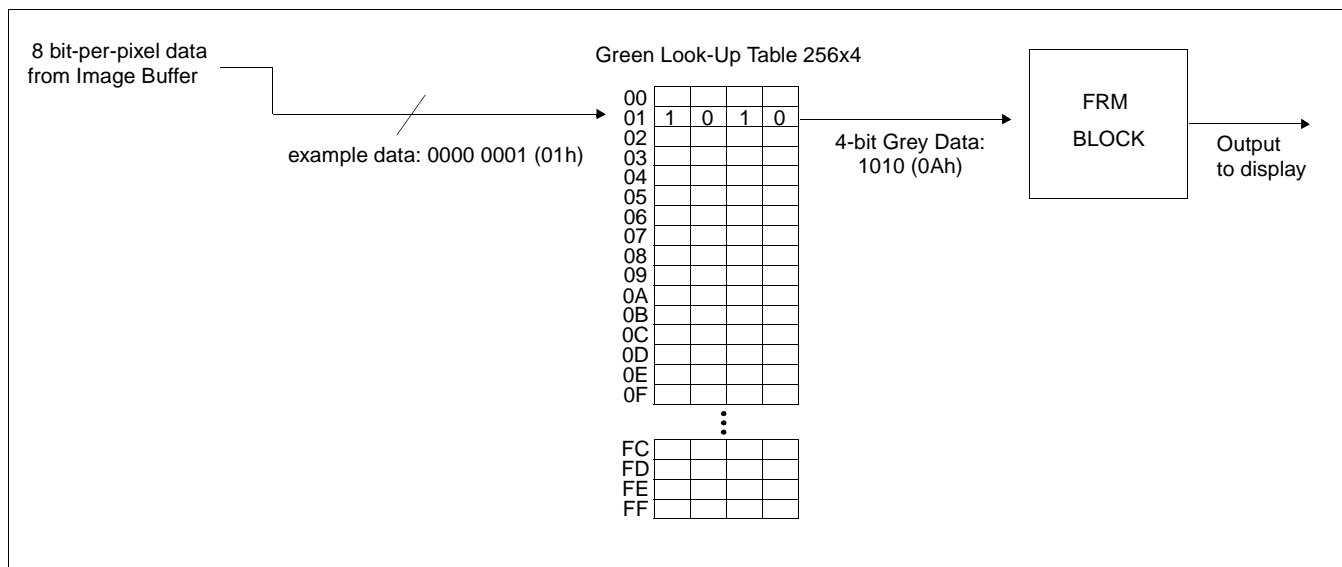 8 bit-per-pixel data
from Image Buffer
example data: 0000 0001 (01h)
Green Look-Up Table 256x4
00
01 1 0 1 0
02
03
04
05
06
07
08
09
0A
0B
0C
0D
0E
0F
FC
FD
FE
FF
4-bit Grey Data:
1010 (0Ah)
FRM
BLOCK
Output
to display